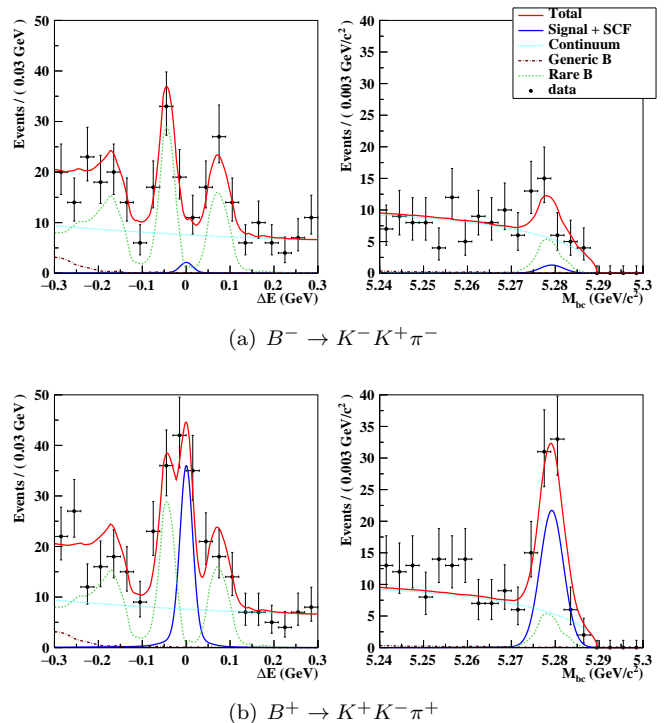 Events / ( 0.03 GeV )
50
40
30
20
10
0
−0.3 −0.2 −0.1 0 0.1 0.2 0.3
ΔE (GeV)
Events / ( 0.003 GeV/c²)
40
35
30
25
20
15
10
5
0
5.24 5.25 5.26 5.27 5.28 5.29 5.3
M_bc (GeV/c²)
Total
Signal + SCF
Continuum
Generic B
Rare B
data
(a) B⁻ → K⁻K⁺π⁻
Events / ( 0.03 GeV )
50
40
30
20
10
0
−0.3 −0.2 −0.1 0 0.1 0.2 0.3
ΔE (GeV)
Events / ( 0.003 GeV/c²)
40
35
30
25
20
15
10
5
0
5.24 5.25 5.26 5.27 5.28 5.29 5.3
M_bc (GeV/c²)
(b) B⁺ → K⁺K⁻π⁺